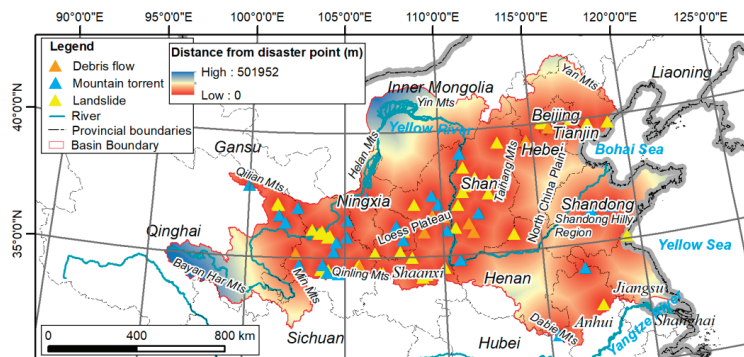 87°0'0"E
95°0'0"E
100°0'0"E
105°0'0"E
110°0'0"E
115°0'0"E
120°0'0"E
125°0'0"E
Legend
Debris flow
Mountain torrent
Landslide
River
Provincial boundaries
Basin Boundary
Distance from disaster point (m)
High : 501952
Low : 0
40°0'0"N
35°0'0"N
Inner Mongolia
Yin Mts
Yellow River
Helan Mts
Yan Mts
Liaoning
Beijing
Tianjin
Hebei
Bohai Sea
Taihang Mts
North China Plain
Gansu
Qilian Mts
Ningxia
Shan
Loess Plateau
Shandong
Shandong Hilly
Region
Yellow Sea
Qinghai
Bayan Har Mts
Min Mts
Qinling Mts
Shaanxi
Henan
Jiangsu
Shanghai
Anhui
Dabie Mts
Yangtze River
Sichuan
Hubei
0
400
800 km